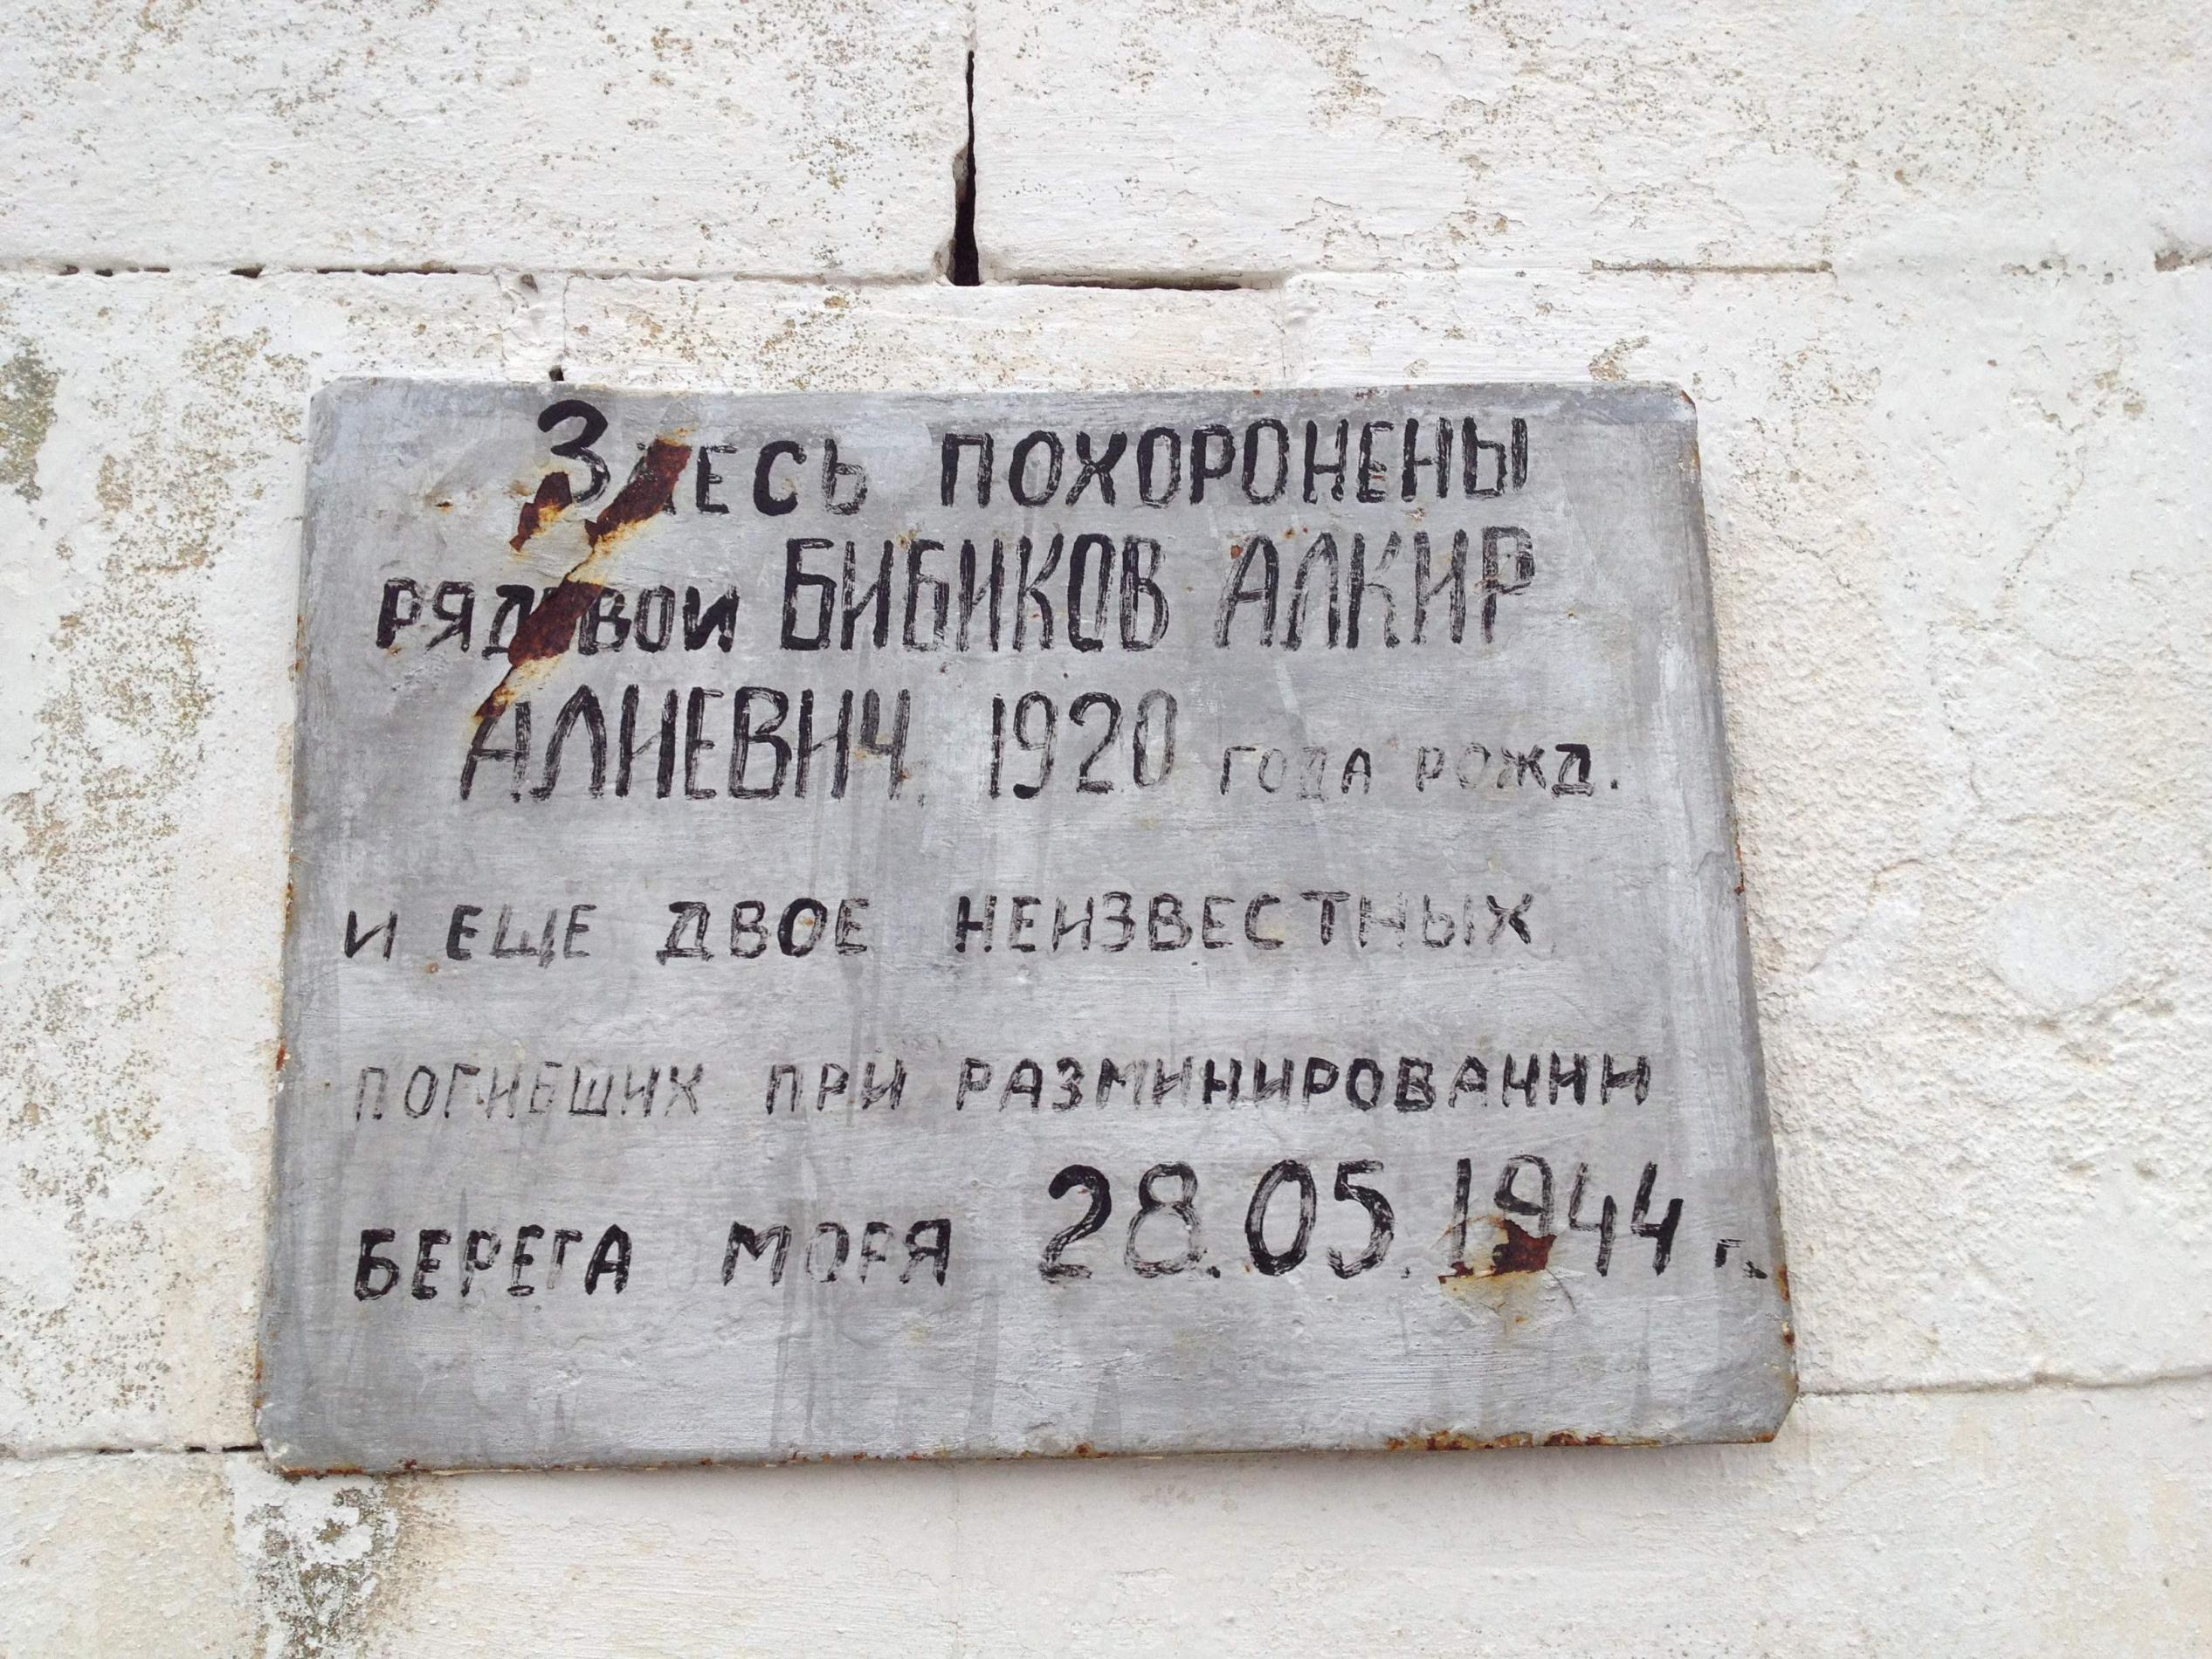 Здесь похоронены
рядовой БИБИКОВ АЛКИР
АЛИЕВИЧ, 1920 года рожд.
и еще двое неизвестных,
погибших при разминировании
берега моря 28.05.1944 г.